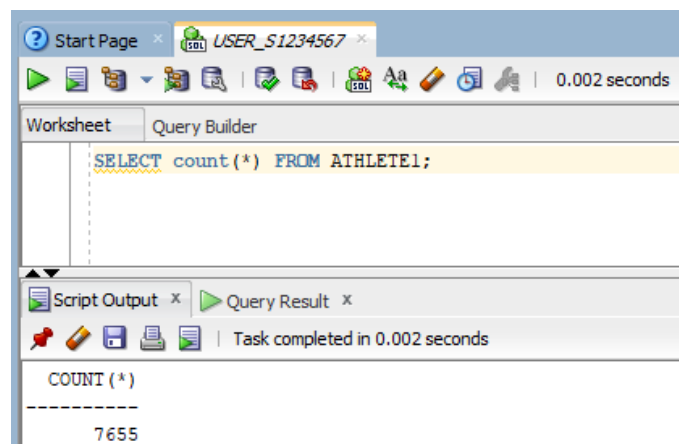 Start Page USER_S1234567
0.002 seconds
Worksheet Query Builder
SELECT count(*) FROM ATHLETE1;
Script Output x Query Result x
Task completed in 0.002 seconds
COUNT(*)
----------
7655